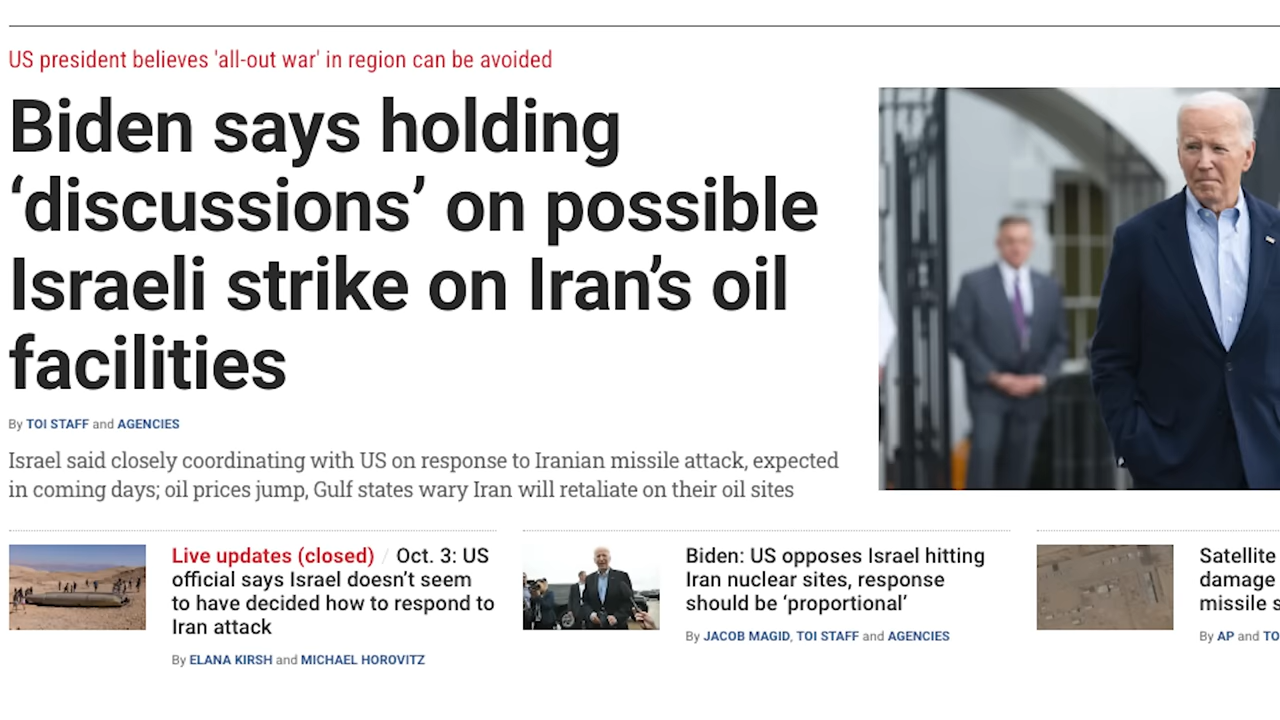 US president believes 'all-out war' in region can be avoided
Biden says holding
‘discussions’ on possible
Israeli strike on Iran’s oil
facilities
By TOI STAFF and AGENCIES
Israel said closely coordinating with US on response to Iranian missile attack, expected
in coming days; oil prices jump, Gulf states wary Iran will retaliate on their oil sites
Live updates (closed) / Oct. 3: US
official says Israel doesn’t seem
to have decided how to respond to
Iran attack
By ELANA KIRSH and MICHAEL HOROVITZ
Biden: US opposes Israel hitting
Iran nuclear sites, response
should be ‘proportional’
By JACOB MAGID, TOI STAFF and AGENCIES
Satellite
damage
missile s
By AP and TO